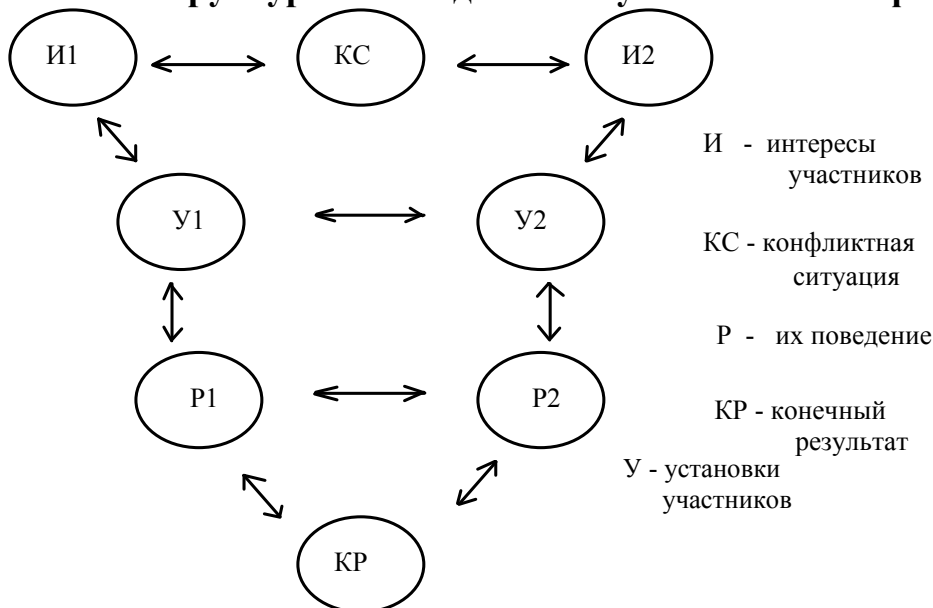 И1 КС И2
И - интересы
участников
У1 У2
КС - конфликтная
ситуация
Р - их поведение
Р1 Р2
КР - конечный
результат
У - установки
участников
КР